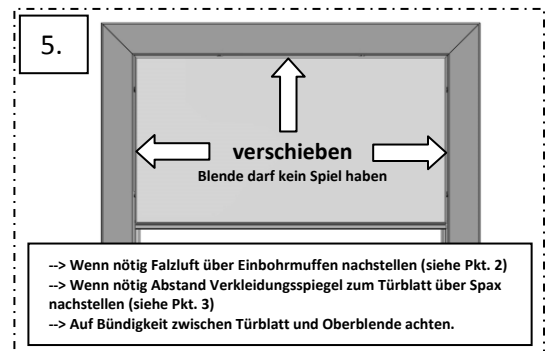 5.
verschieben
Blende darf kein Spiel haben
--> Wenn nötig Falzluft über Einbohrmuffen nachstellen (siehe Pkt. 2)
--> Wenn nötig Abstand Verkleidungsspiegel zum Türblatt über Spax
nachstellen (siehe Pkt. 3)
--> Auf Bündigkeit zwischen Türblatt und Oberblende achten.